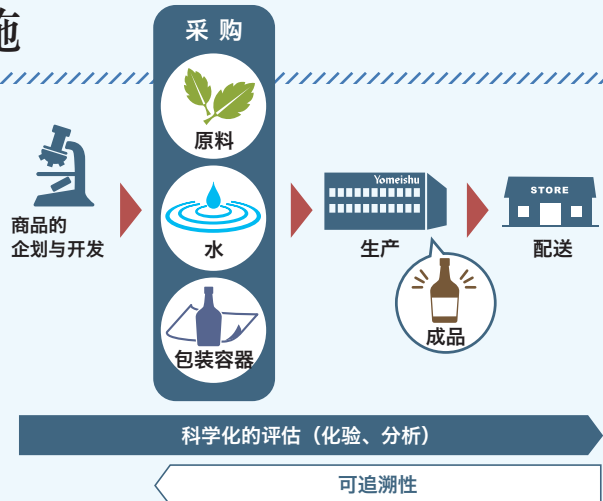 施
采购
原料
水
包装容器
商品的
企划与开发
Yomeishu
生产
成品
STORE
配送
科学化的评估（化验、分析）
可追溯性